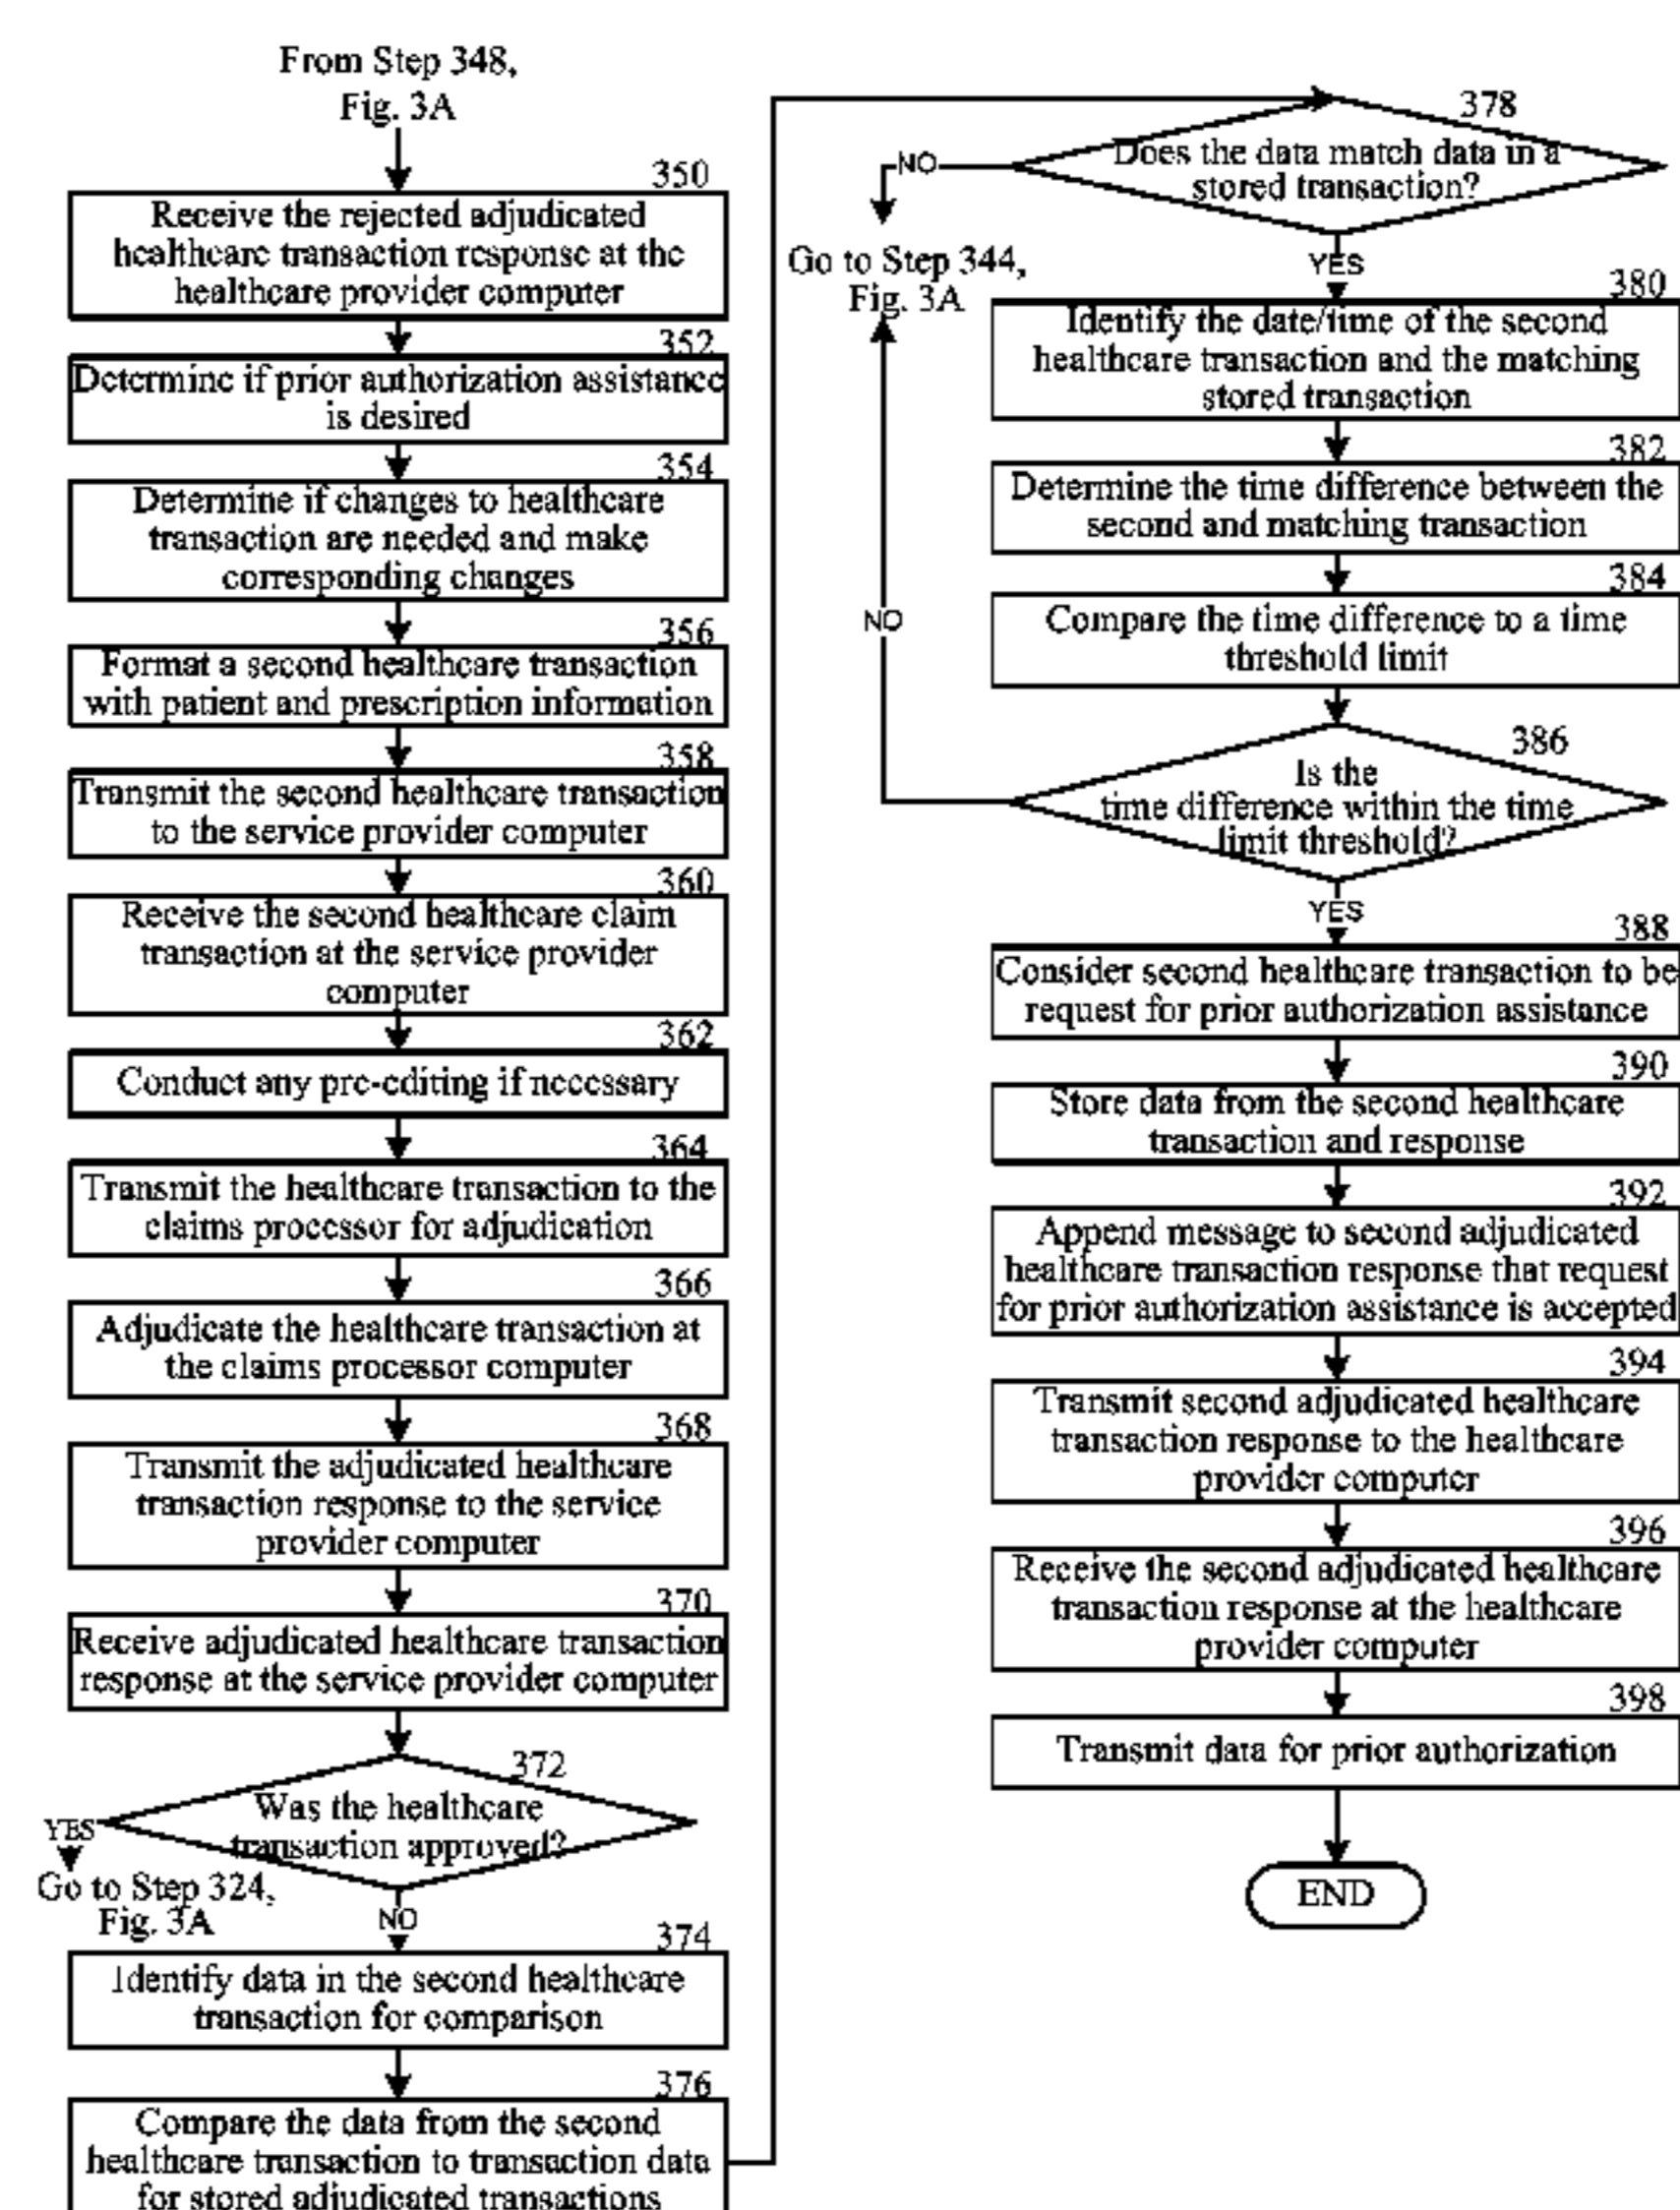 From Step 348,
Fig. 3A
350
Receive the rejected adjudicated
healthcare transaction response at the
healthcare provider computer
352
Determine if prior authorization assistance
is desired
354
Determine if changes to healthcare
transaction are needed and make
corresponding changes
356
Format a second healthcare transaction
with patient and prescription information
358
Transmit the second healthcare transaction
to the service provider computer
360
Receive the second healthcare claim
transaction at the service provider
computer
362
Conduct any pre-editing if necessary
364
Transmit the healthcare transaction to the
claims processor for adjudication
366
Adjudicate the healthcare transaction at
the claims processor computer
368
Transmit the adjudicated healthcare
transaction response to the service
provider computer
370
Receive adjudicated healthcare transaction
response at the service provider computer
372
Was the healthcare
transaction approved?
YES
Go to Step 324,
Fig. 3A
NO
374
Identify data in the second healthcare
transaction for comparison
376
Compare the data from the second
healthcare transaction to transaction data
for stored adjudicated transactions
378
Does the data match data in a
stored transaction?
NO
Go to Step 344,
Fig. 3A
YES
380
Identify the date/time of the second
healthcare transaction and the matching
stored transaction
382
Determine the time difference between the
second and matching transaction
384
Compare the time difference to a time
threshold limit
386
Is the
time difference within the time
limit threshold?
NO
YES
388
Consider second healthcare transaction to be
request for prior authorization assistance
390
Store data from the second healthcare
transaction and response
392
Append message to second adjudicated
healthcare transaction response that request
for prior authorization assistance is accepted
394
Transmit second adjudicated healthcare
transaction response to the healthcare
provider computer
396
Receive the second adjudicated healthcare
transaction response at the healthcare
provider computer
398
Transmit data for prior authorization
END